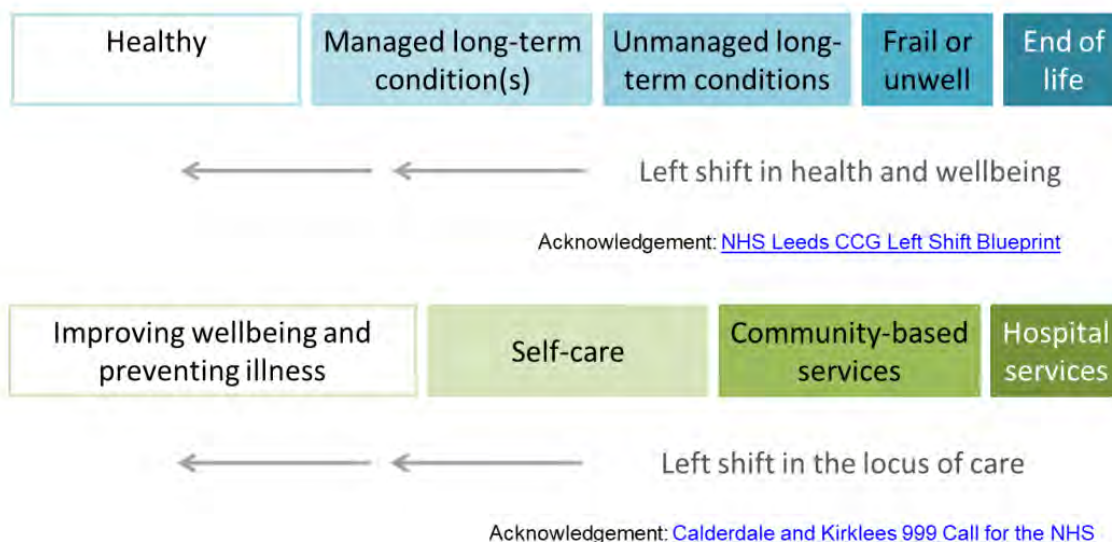 Healthy
Managed long-term
condition(s)
Unmanaged long-
term conditions
Frail or
unwell
End of
life
Left shift in health and wellbeing
Acknowledgement: NHS Leeds CCG Left Shift Blueprint
Improving wellbeing and
preventing illness
Self-care
Community-based
services
Hospital
services
Left shift in the locus of care
Acknowledgement: Calderdale and Kirklees 999 Call for the NHS